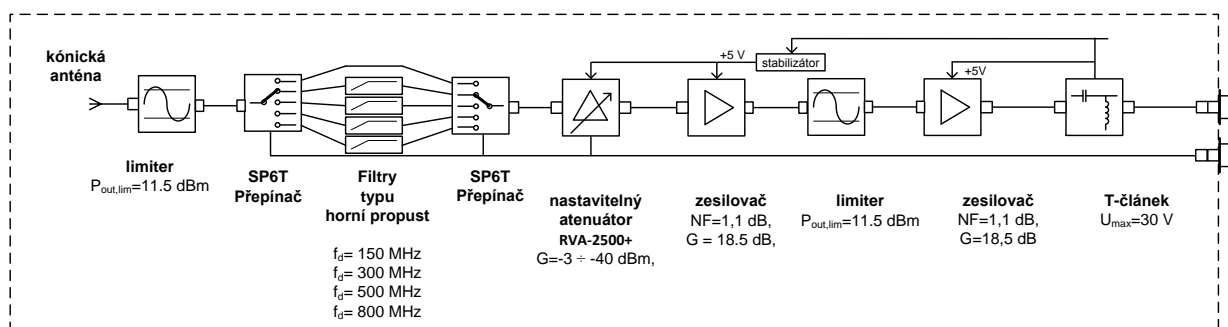 kónická
anténa
limiter
Pout,lim=11.5 dBm
SP6T
Přepínač
Filtry
typu
horní propust
fd= 150 MHz
fd= 300 MHz
fd= 500 MHz
fd= 800 MHz
SP6T
Přepínač
nastavitelný
atenuátor
RVA-2500+
G=-3 ÷ -40 dBm,
+5 V
stabilizátor
zesilovač
NF=1,1 dB,
G = 18.5 dB,
limiter
Pout,lim=11.5 dBm
+5V
zesilovač
NF=1,1 dB,
G=18,5 dB
T-článek
Umax=30 V